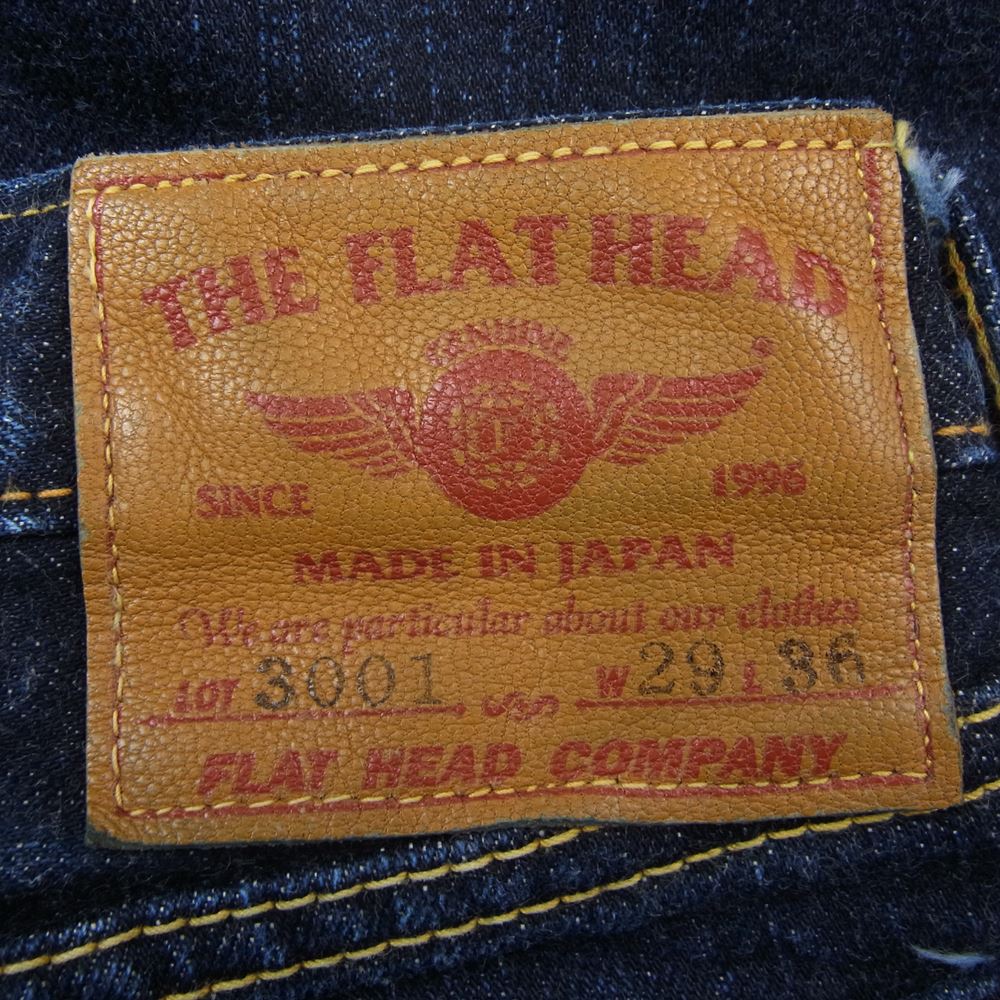 THE FLAT HEAD
GENUINE
SINCE 1996
MADE IN JAPAN
We are particular about our clothes
LOT 3001 W 29 L 36
FLAT HEAD COMPANY